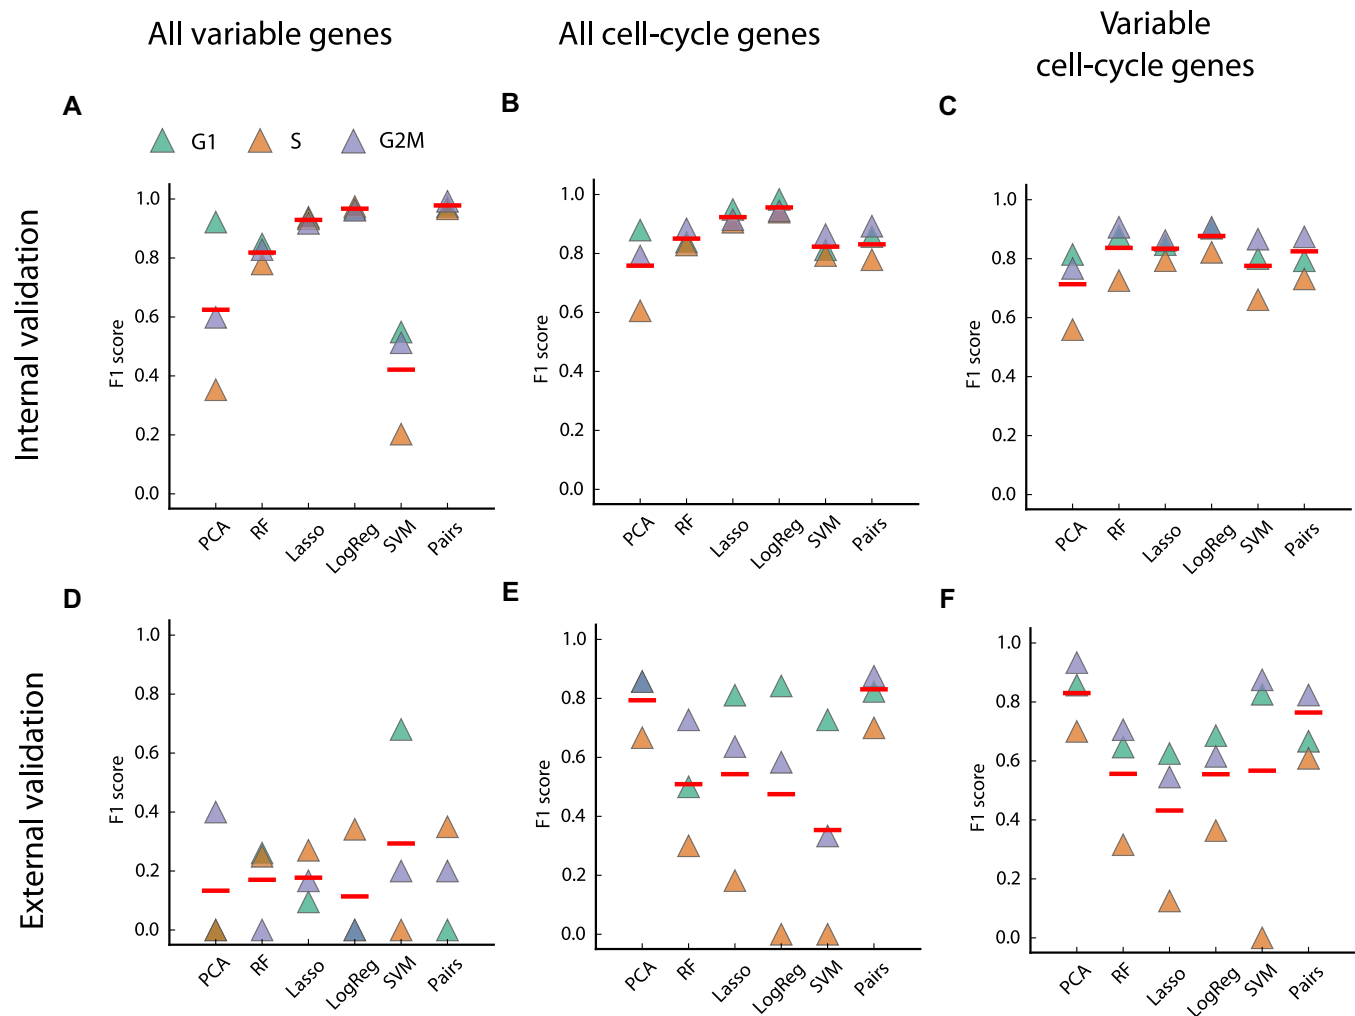 All variable genes
All cell-cycle genes
Variable
cell-cycle genes
Internal validation
A
G1 S G2M
F1 score
1.0
0.8
0.6
0.4
0.2
0.0
PCA RF Lasso LogReg SVM Pairs
B
F1 score
1.0
0.8
0.6
0.4
0.2
0.0
PCA RF Lasso LogReg SVM Pairs
C
F1 score
1.0
0.8
0.6
0.4
0.2
0.0
PCA RF Lasso LogReg SVM Pairs
External validation
D
F1 score
1.0
0.8
0.6
0.4
0.2
0.0
PCA RF Lasso LogReg SVM Pairs
E
F1 score
1.0
0.8
0.6
0.4
0.2
0.0
PCA RF Lasso LogReg SVM Pairs
F
F1 score
1.0
0.8
0.6
0.4
0.2
0.0
PCA RF Lasso LogReg SVM Pairs